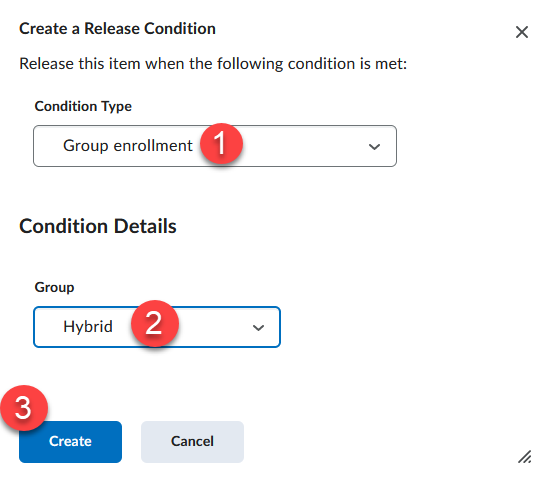 Create a Release Condition
Release this item when the following condition is met:
Condition Type
Group enrollment 1
Condition Details
Group
Hybrid 2
3
Create Cancel